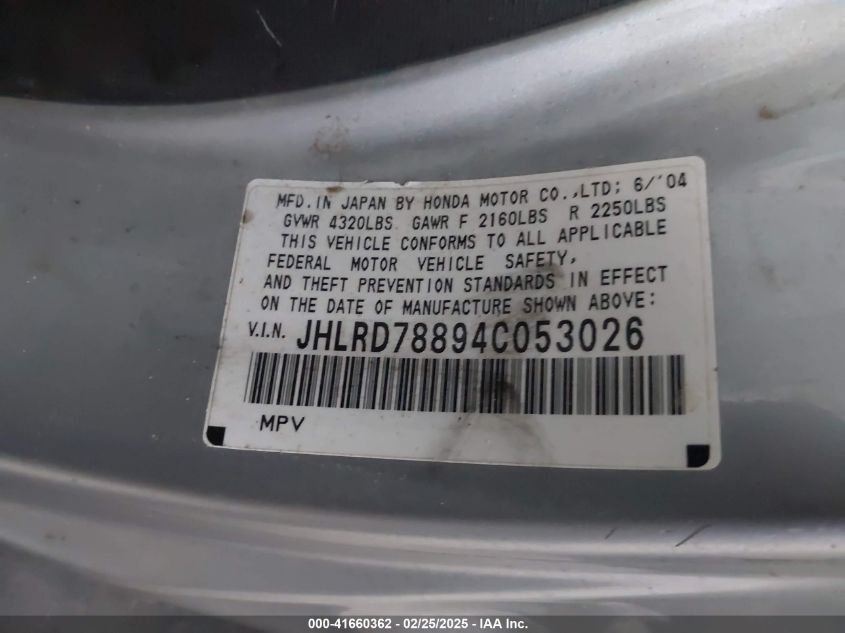 MFD. IN JAPAN BY HONDA MOTOR CO.,LTD; 6/'04
GVWR 4320LBS GAWR F 2160LBS R 2250LBS
THIS VEHICLE CONFORMS TO ALL APPLICABLE
FEDERAL MOTOR VEHICLE SAFETY,
AND THEFT PREVENTION STANDARDS IN EFFECT
ON THE DATE OF MANUFACTURE SHOWN ABOVE:
V.I.N. JHLRD78894C053026
MPV
000-41660362 - 02/25/2025 - IAA Inc.